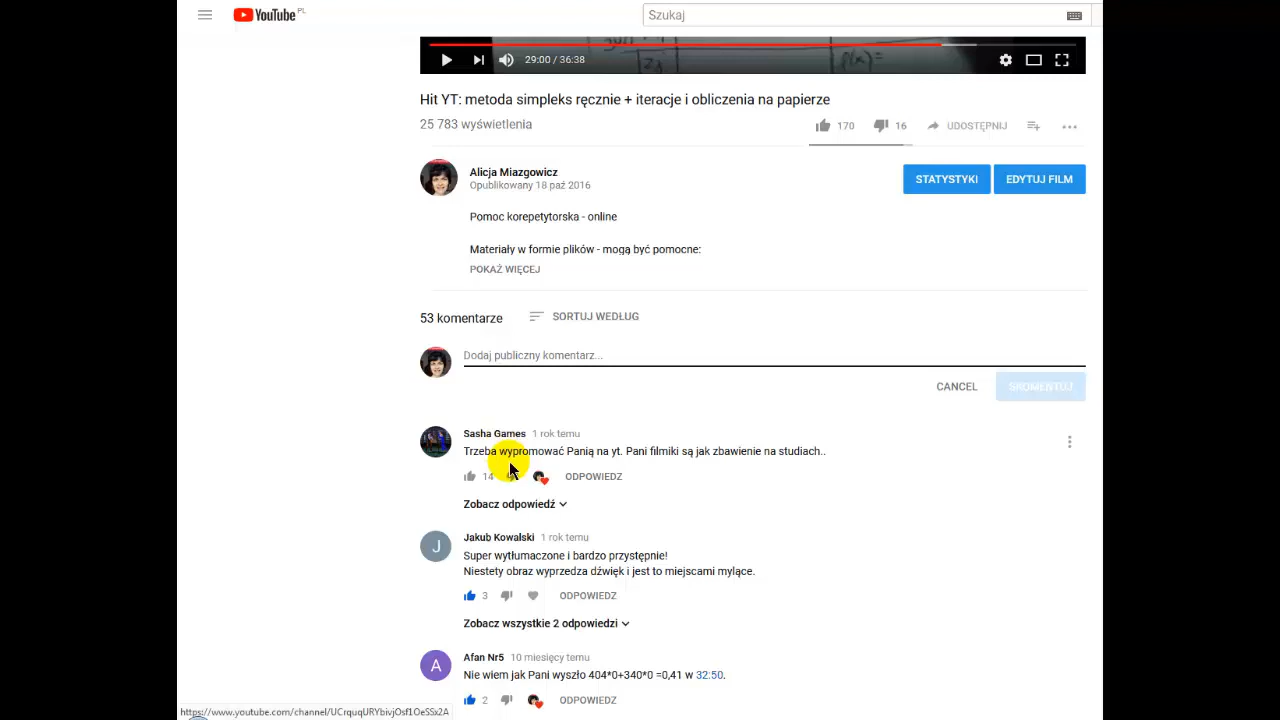 YouTube PL
Szukaj
29:00 / 36:38
Hit YT: metoda simpleks ręcznie + iteracje i obliczenia na papierze
25 783 wyświetlenia
170
16
UDOSTĘPNIJ
Alicja Miazgowicz
Opublikowany 18 paź 2016
STATYSTYKI
EDYTUJ FILM
Pomoc korepetytorska - online
Materiały w formie plików - mogą być pomocne:
POKAŻ WIĘCEJ
53 komentarze
SORTUJ WEDŁUG
Dodaj publiczny komentarz...
CANCEL
SKOMENTUJ
Sasha Games 1 rok temu
Trzeba wypromować Panią na yt. Pani filmiki są jak zbawienie na studiach..
14
ODPOWIEDZ
Zobacz odpowiedź
J
Jakub Kowalski 1 rok temu
Super wytłumaczone i bardzo przystępnie!
Niestety obraz wyprzedza dźwięk i jest to miejscami mylące.
3
ODPOWIEDZ
Zobacz wszystkie 2 odpowiedzi
A
Afan Nr5 10 miesięcy temu
Nie wiem jak Pani wyszło 404*0+340*0 =0,41 w 32:50.
2
ODPOWIEDZ